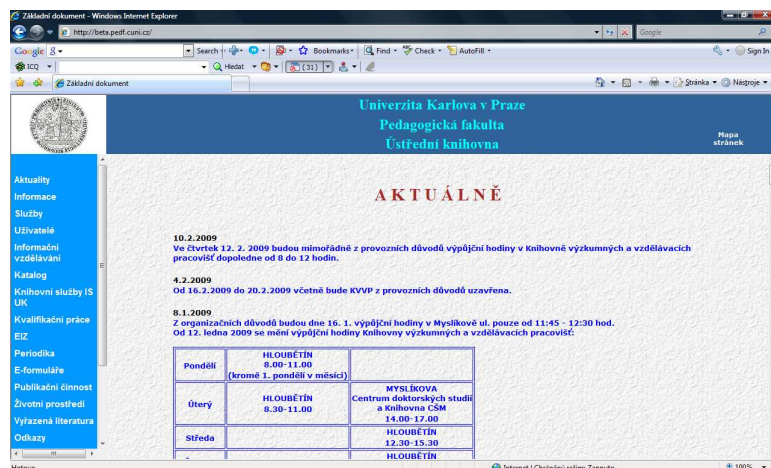 Základní dokument - Windows Internet Explorer
http://beta.pedf.cuni.cz/
Google
Google
Search
Bookmarks
Find
Check
AutoFill
Sign In
ICQ
Hledat
(31)
Základní dokument
Stránka
Nástroje
Univerzita Karlova v Praze
Pedagogická fakulta
Ústřední knihovna
Mapa
stránek
Aktuality
Informace
Služby
Uživatelé
Informační
vzdělávání
Katalog
Knihovní služby IS
UK
Kvalifikační práce
EIZ
Periodika
E-formuláře
Publikační činnost
Životní prostředí
Vyřazená literatura
Odkazy
AKTUÁLNĚ
10.2.2009
Ve čtvrtek 12. 2. 2009 budou mimořádně z provozních důvodů výpůjční hodiny v Knihovně výzkumných a vzdělávacích
pracovišť dopoledne od 8 do 12 hodin.
4.2.2009
Od 16.2.2009 do 20.2.2009 včetně bude KVVP z provozních důvodů uzavřena.
8.1.2009
Z organizačních důvodů budou dne 16. 1. výpůjční hodiny v Myslíkově ul. pouze od 11:45 - 12:30 hod.
Od 12. ledna 2009 se mění výpůjční hodiny Knihovny výzkumných a vzdělávacích pracovišť:
Pondělí
HLOUBĚTÍN
8.00-11.00
(kromě 1. pondělí v měsíci)
Úterý
HLOUBĚTÍN
8.30-11.00
MYSLÍKOVA
Centrum doktorských studií
a Knihovna CŠM
14.00-17.00
Středa
HLOUBĚTÍN
12.30-15.30
HLOUBĚTÍN
100%